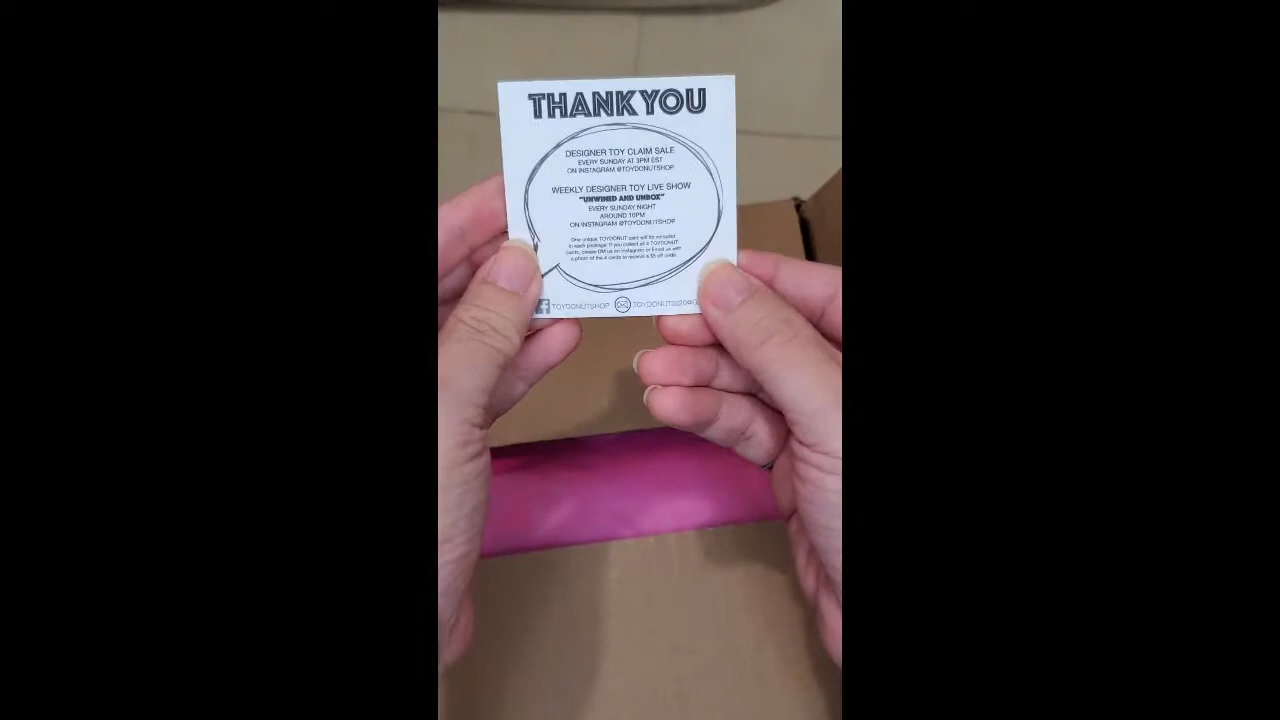 THANK YOU
DESIGNER TOY CLAIM SALE
EVERY SUNDAY AT 3PM EST
ON INSTAGRAM @TOYDONUTSHOP
WEEKLY DESIGNER TOY LIVE SHOW
"UNWINED AND UNBOX"
EVERY SUNDAY NIGHT
AROUND 10PM
ON INSTAGRAM @TOYDONUTSHOP
One unique TOYDONUT card will be included
in each package. If you collect all 4 TOYDONUT
cards, please DM us on Instagram or Email us with
a photo of the 4 cards to receive a $5 off code.
TOYDONUTSHOP